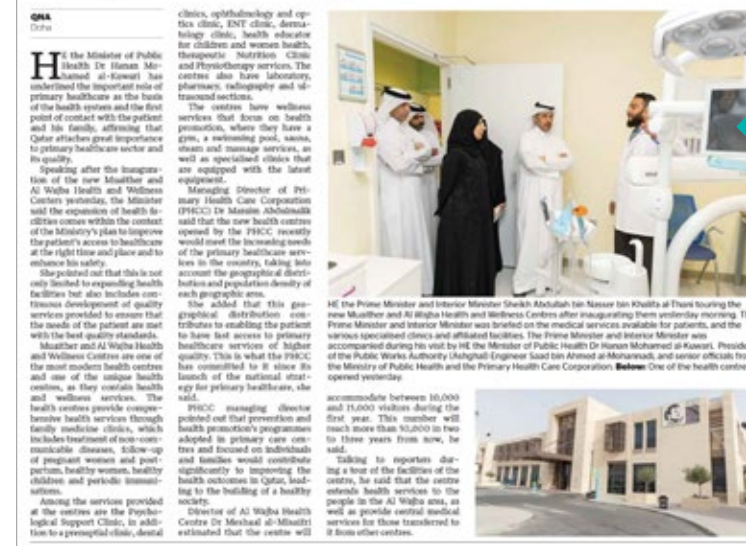 QNA
Doha
HE the Minister of Public
Health Dr Hanan Mo-
hamed al-Kuwari has
underlined the important role of
primary healthcare as the basis
of the health system and the first
point of contact with the patient
and his family, affirming that
Qatar attaches great importance
to primary healthcare sector and
its quality.
Speaking after the inaugura-
tion of the new Muaither and
Al Wajba Health and Wellness
Centers yesterday, the Minister
said the expansion of health fa-
cilities comes within the context
of the Ministry's plan to improve
the patient's access to healthcare
at the right time and place and to
enhance his safety.
She pointed out that this is not
only limited to expanding health
facilities but also includes con-
tinuous development of quality
services provided to ensure that
the needs of the patient are met
with the best quality standards.
Muaither and Al Wajba Health
and Wellness Centres are one of
the most modern health centres
and one of the unique health
centres, as they contain health
and wellness services. The
health centres provide compre-
hensive health services through
family medicine clinics, which
includes treatment of non-com-
municable diseases, follow-up
of pregnant women and post-
partum, healthy women, healthy
children and periodic immuni-
sations.
Among the services provided
at the centres are the Psycho-
logical Support Clinic, in addi-
tion to a prenuptial clinic, dental
clinics, ophthalmology and op-
tics clinic, ENT clinic, derma-
tology clinic, health educator
for children and women health,
therapeutic Nutrition Clinic
and Physiotherapy services. The
centres also have laboratory,
pharmacy, radiography and ul-
trasound sections.
The centres have wellness
services that focus on health
promotion, where they have a
gym, a swimming pool, sauna,
steam and massage services, as
well as specialised clinics that
are equipped with the latest
equipment.
Managing Director of Pri-
mary Health Care Corporation
(PHCC) Dr Mariam Abdulmalik
said that the new health centres
opened by the PHCC recently
would meet the increasing needs
of the primary healthcare serv-
ices in the country, taking into
account the geographical distri-
bution and population density of
each geographic area.
She added that this geo-
graphical distribution con-
tributes to enabling the patient
to have fast access to primary
healthcare services of higher
quality. This is what the PHCC
has committed to it since its
launch of the national strat-
egy for primary healthcare, she
said.
PHCC managing director
pointed out that prevention and
health promotion's programmes
adopted in primary care cen-
tres and focused on individuals
and families would contribute
significantly to improving the
health outcomes in Qatar, lead-
ing to the building of a healthy
society.
Director of Al Wajba Health
Centre Dr Meshaal al-Misaifri
estimated that the centre will
HE the Prime Minister and Interior Minister Sheikh Abdullah bin Nasser bin Khalifa al-Thani touring the
new Muaither and Al Wajba Health and Wellness Centres after inaugurating them yesterday morning. T
Prime Minister and Interior Minister was briefed on the medical services available for patients, and the
various specialised clinics and affiliated facilities. The Prime Minister and Interior Minister was
accompanied during his visit by HE the Minister of Public Health Dr Hanan Mohamed al-Kuwari, Preside
of the Public Works Authority (Ashghal) Engineer Saad bin Ahmed al-Mohannadi, and senior officials fro
the Ministry of Public Health and the Primary Health Care Corporation. Below: One of the health centre
opened yesterday.
accommodate between 10,000
and 15,000 visitors during the
first year. This number will
reach more than 50,000 in two
to three years from now, he
said.
Talking to reporters dur-
ing a tour of the facilities of the
centre, he said that the centre
extends health services to the
people in the Al Wajba area, as
well as provide central medical
services for those transferred to
it from other centres.